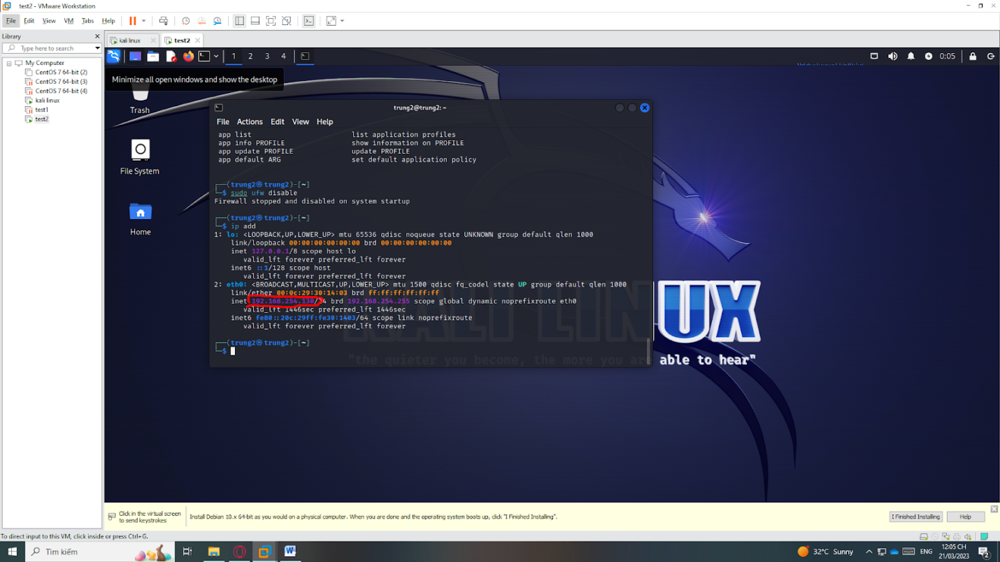 test2 - VMware Workstation
File Edit View VM Tabs Help
Library
Type here to search
My Computer
CentOS 7 64-bit (2)
CentOS 7 64-bit (3)
CentOS 7 64-bit (4)
kali linux
test1
test2
kali linux
test2
1 2 3 4
0:05
Minimize all open windows and show the desktop
Trash
File System
Home
trung2@trung2: ~
File Actions Edit View Help
app list list application profiles
app info PROFILE show information on PROFILE
app update PROFILE update PROFILE
app default ARG set default application policy
(trung2㉿trung2)-[~]
$ sudo ufw disable
Firewall stopped and disabled on system startup
(trung2㉿trung2)-[~]
$ ip add
1: lo: <LOOPBACK,UP,LOWER_UP> mtu 65536 qdisc noqueue state UNKNOWN group default qlen 1000
link/loopback 00:00:00:00:00:00 brd 00:00:00:00:00:00
inet 127.0.0.1/8 scope host lo
valid_lft forever preferred_lft forever
inet6 ::1/128 scope host
valid_lft forever preferred_lft forever
2: eth0: <BROADCAST,MULTICAST,UP,LOWER_UP> mtu 1500 qdisc fq_codel state UP group default qlen 1000
link/ether 00:0c:29:30:14:03 brd ff:ff:ff:ff:ff:ff
inet 192.168.254.130/24 brd 192.168.254.255 scope global dynamic noprefixroute eth0
valid_lft 1446sec preferred_lft 1446sec
inet6 fe80::20c:29ff:fe30:1403/64 scope link noprefixroute
valid_lft forever preferred_lft forever
(trung2㉿trung2)-[~]
$
KALI LINUX
"the quieter you become, the more you are able to hear"
Click in the virtual screen
to send keystrokes
Install Debian 10.x 64-bit as you would on a physical computer. When you are done and the operating system boots up, click "I Finished Installing".
I Finished Installing
Help
To direct input to this VM, click inside or press Ctrl+G.
Tìm kiếm
32°C Sunny
ENG
12:05 CH
21/03/2023
2